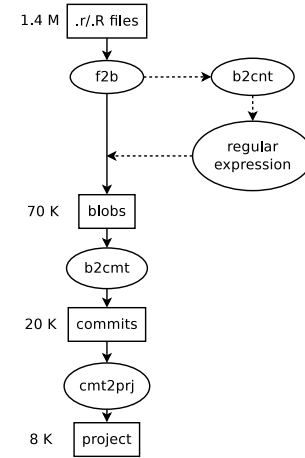 1.4 M .r/.R files
f2b b2cnt
regular
expression
70 K blobs
b2cmt
20 K commits
cmt2prj
8 K project